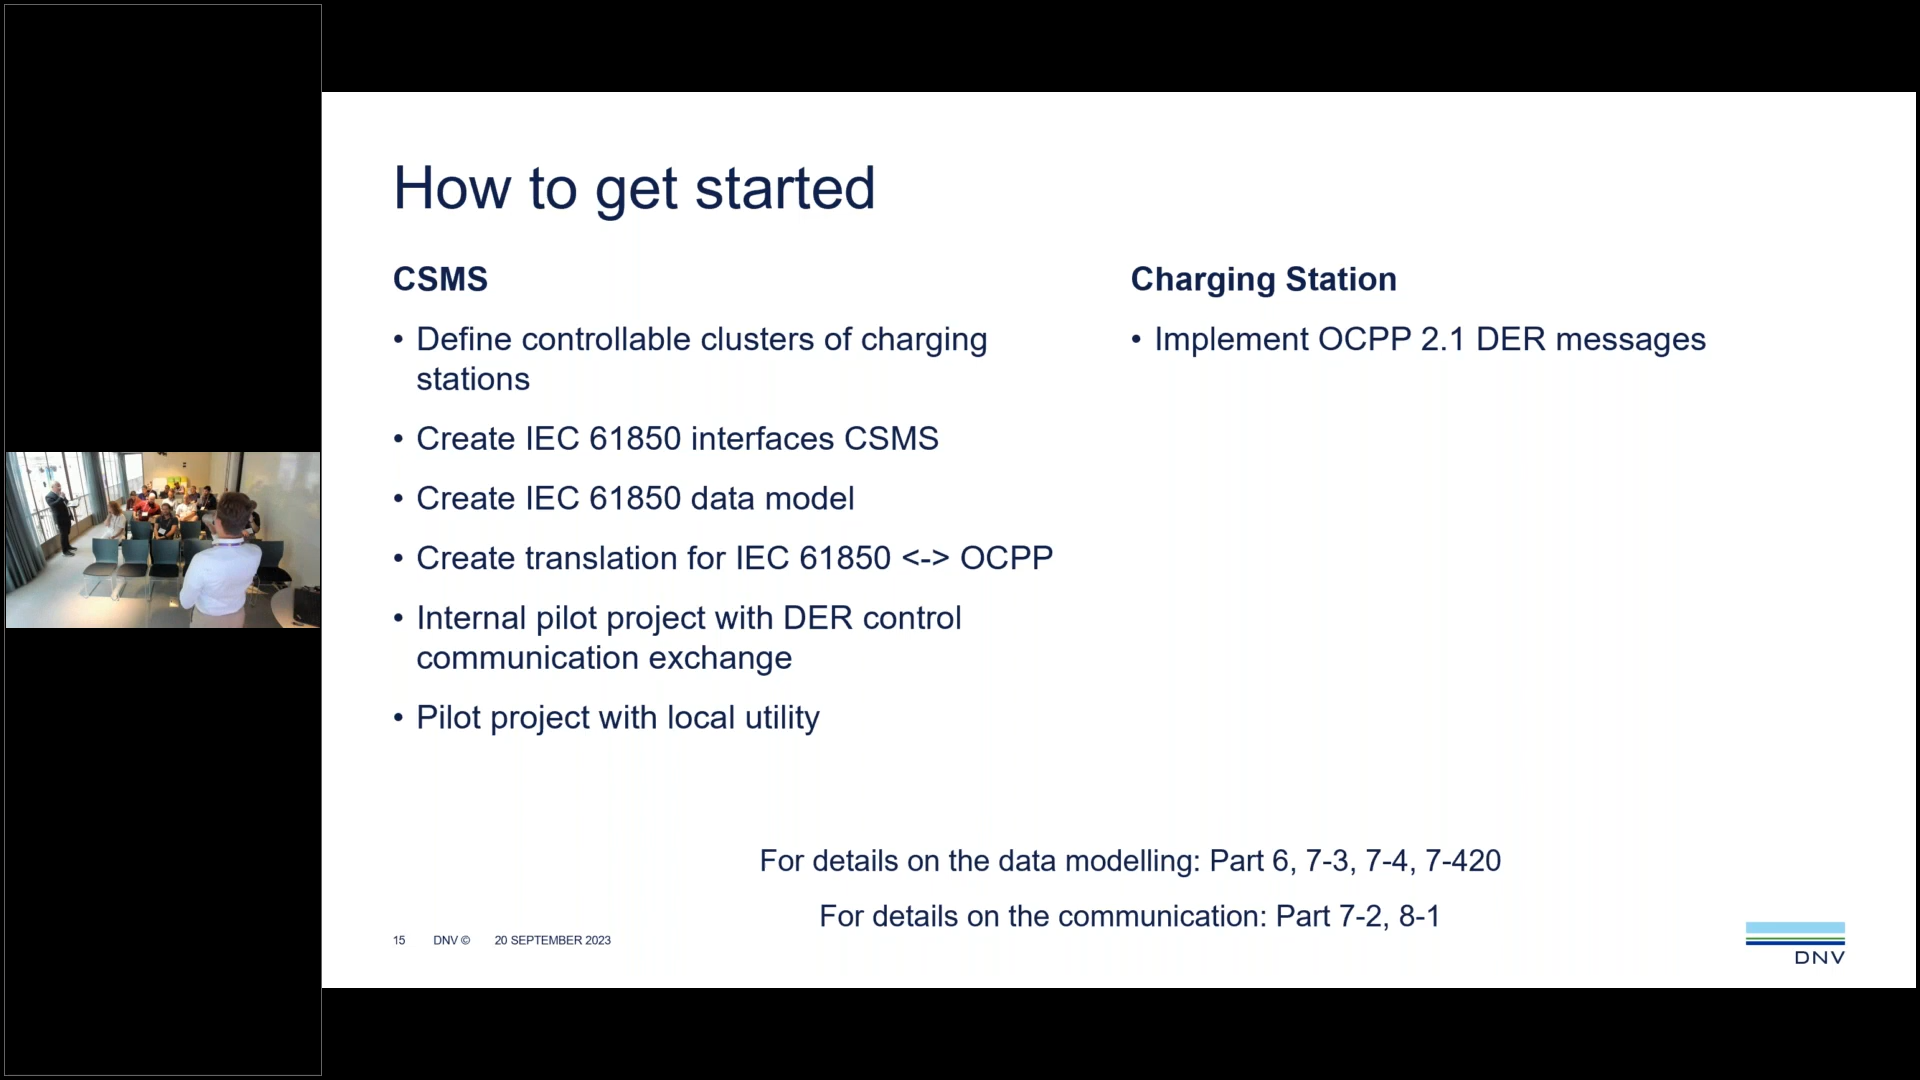 How to get started
CSMS
• Define controllable clusters of charging
stations
• Create IEC 61850 interfaces CSMS
• Create IEC 61850 data model
• Create translation for IEC 61850 <-> OCPP
• Internal pilot project with DER control
communication exchange
• Pilot project with local utility
Charging Station
• Implement OCPP 2.1 DER messages
For details on the data modelling: Part 6, 7-3, 7-4, 7-420
For details on the communication: Part 7-2, 8-1
15 DNV © 20 SEPTEMBER 2023
DNV